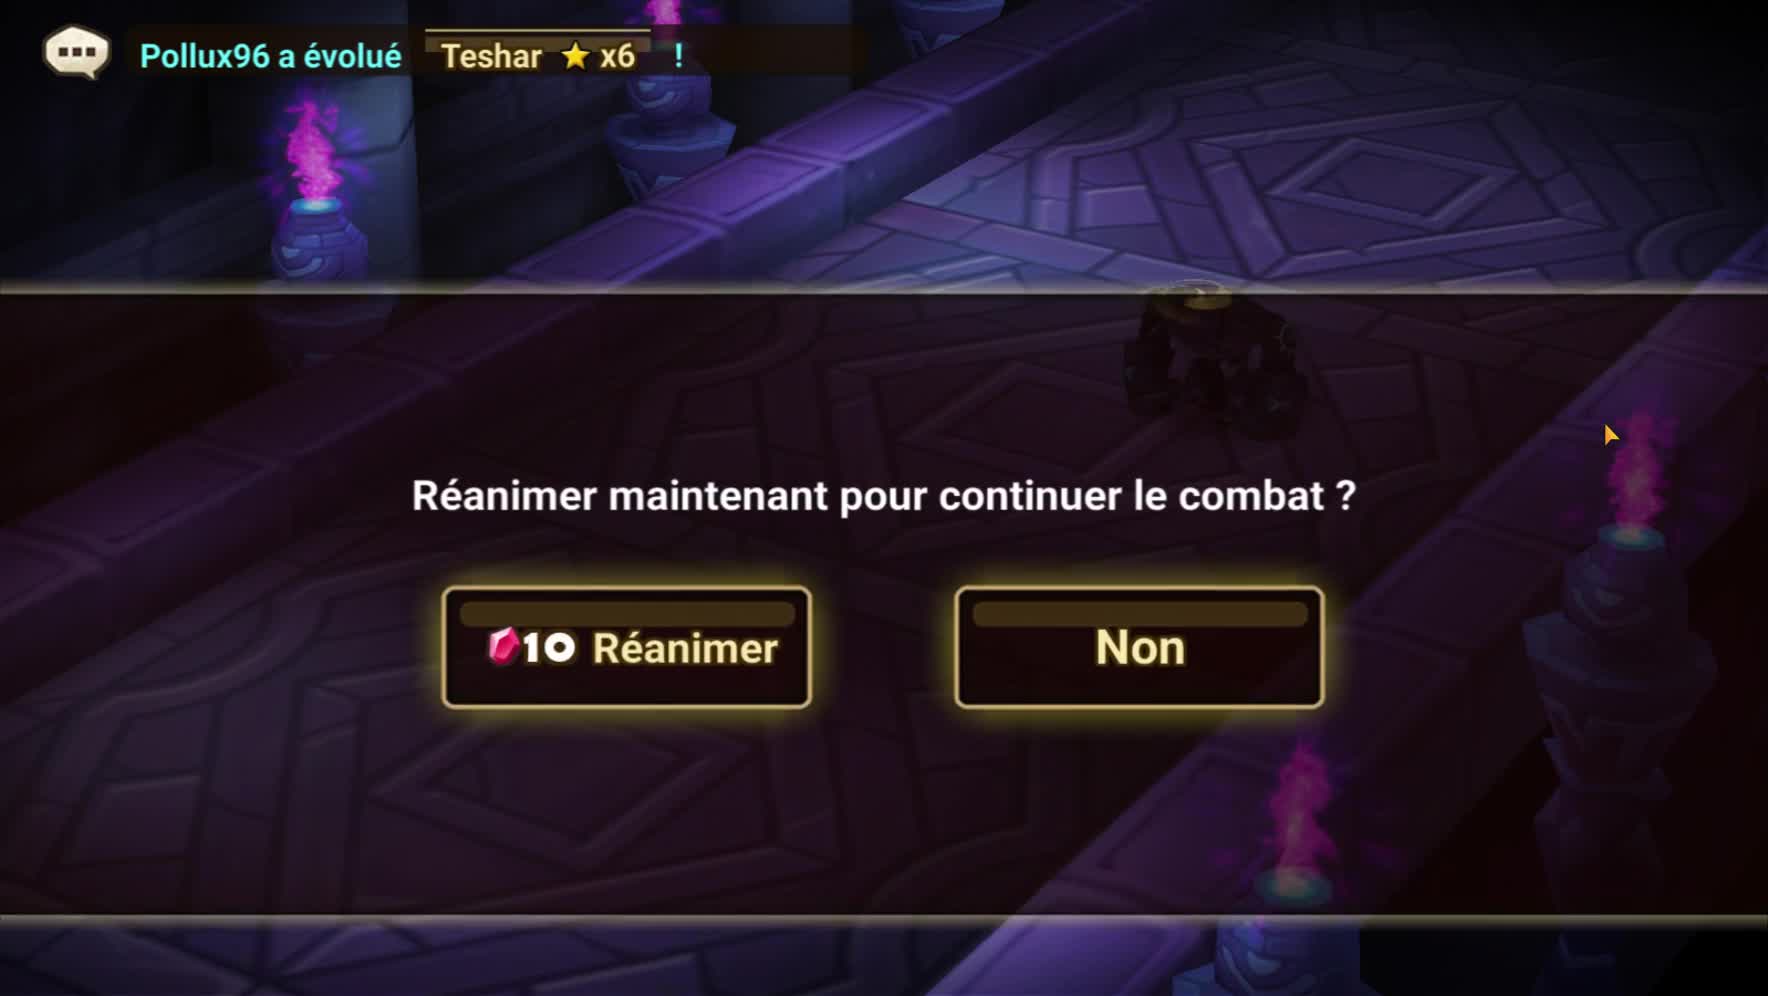 Pollux96 a évolué Teshar ⭐ x6 !
Réanimer maintenant pour continuer le combat ?
10 Réanimer
Non